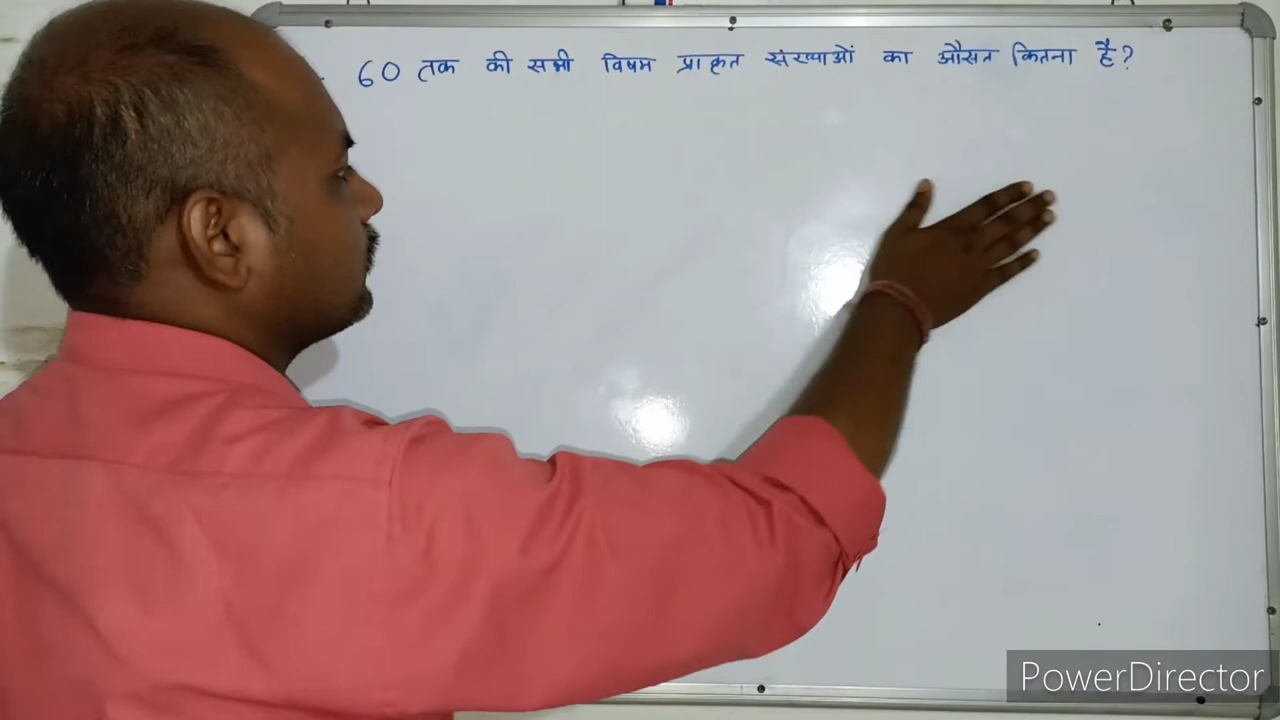 60 तक की सभी विषम प्राकृत संख्याओं का औसत कितना है?
PowerDirector